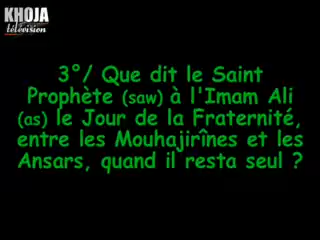 KHOJA
télévision
3°/ Que dit le Saint
Prophète (saw) à l'Imam Ali
(as) le Jour de la Fraternité,
entre les Mouhajirînes et les
Ansars, quand il resta seul ?